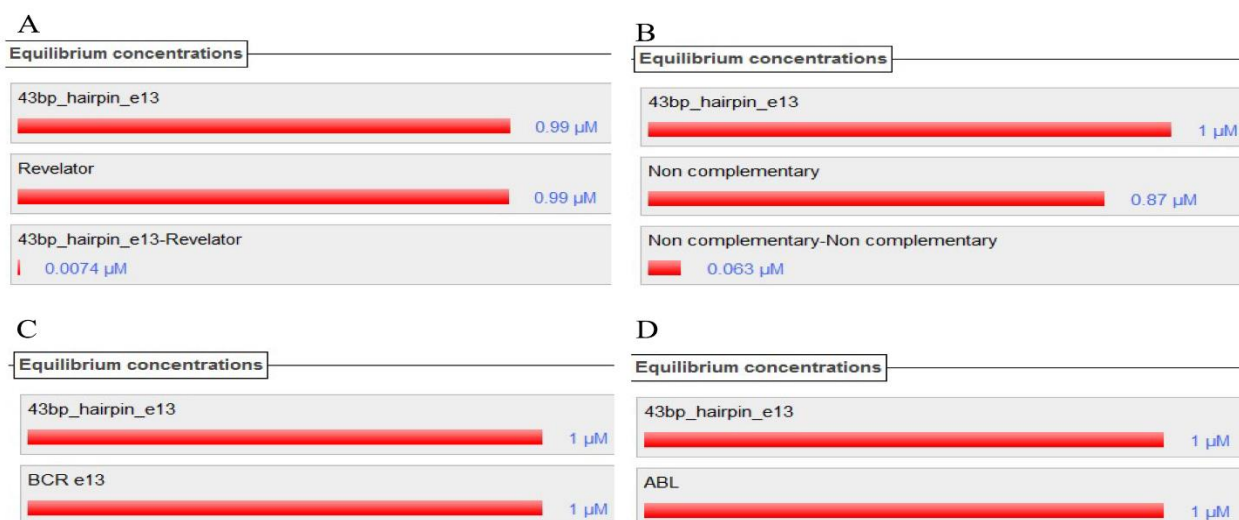 A
Equilibrium concentrations
43bp_hairpin_e13
0.99 µM
Revelator
0.99 µM
43bp_hairpin_e13-Revelator
0.0074 µM
B
Equilibrium concentrations
43bp_hairpin_e13
1 µM
Non complementary
0.87 µM
Non complementary-Non complementary
0.063 µM
C
Equilibrium concentrations
43bp_hairpin_e13
1 µM
BCR e13
1 µM
D
Equilibrium concentrations
43bp_hairpin_e13
1 µM
ABL
1 µM